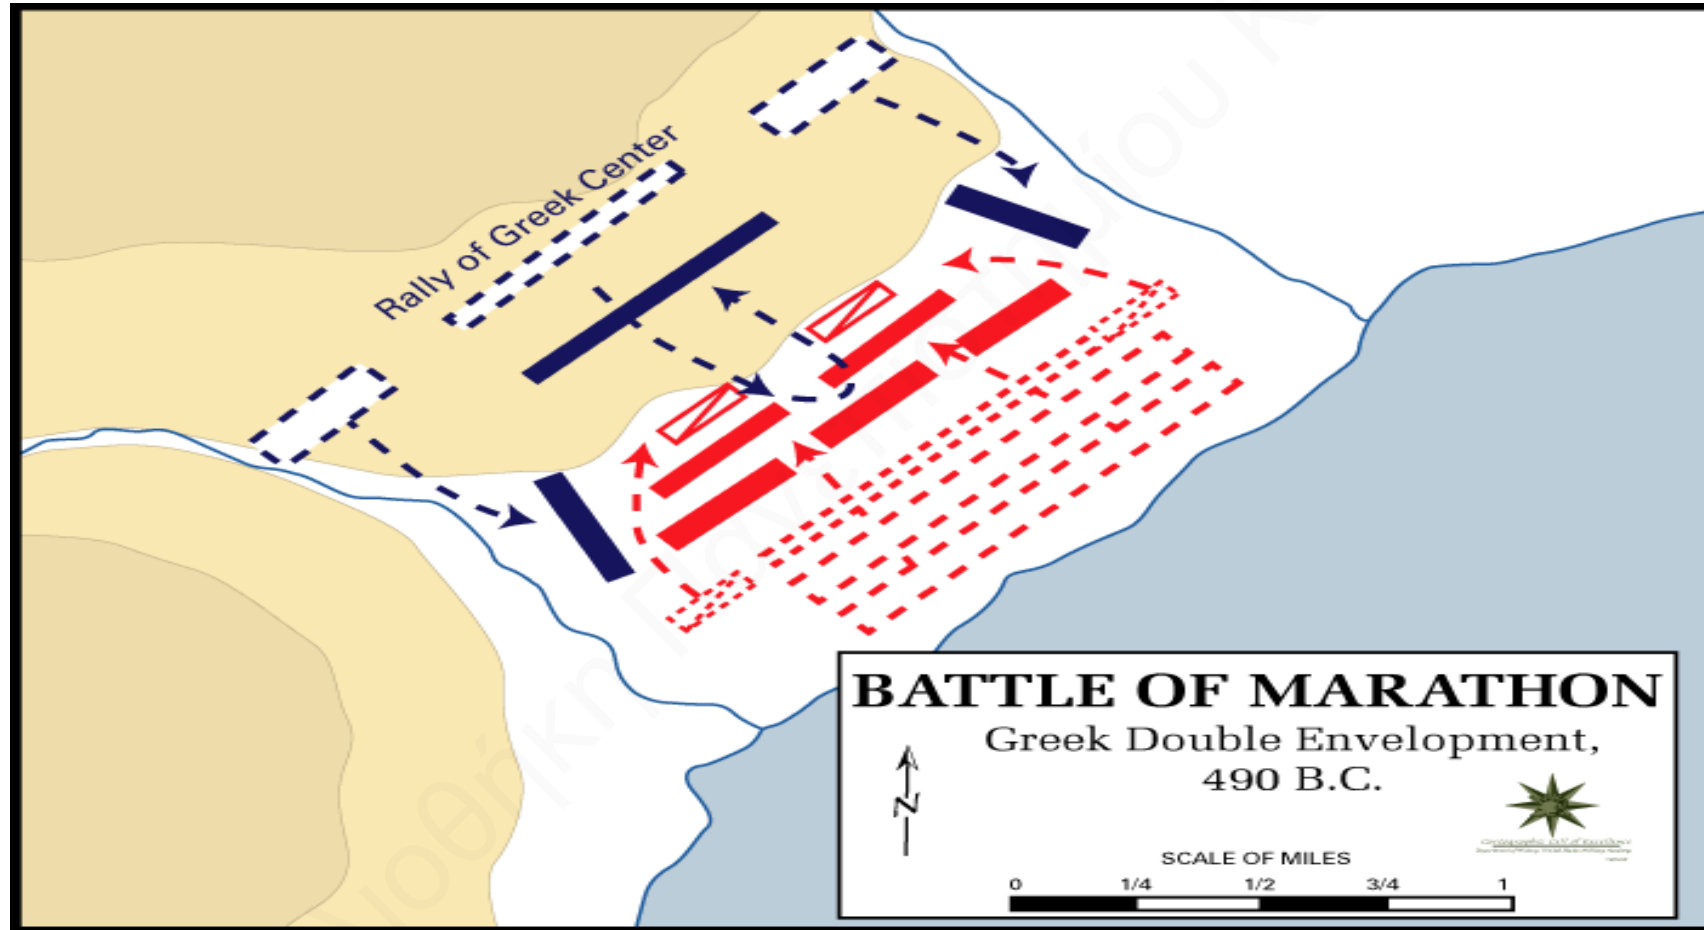 Rally of Greek Center
BATTLE OF MARATHON
Greek Double Envelopment,
490 B.C.
N
SCALE OF MILES
0 1/4 1/2 3/4 1